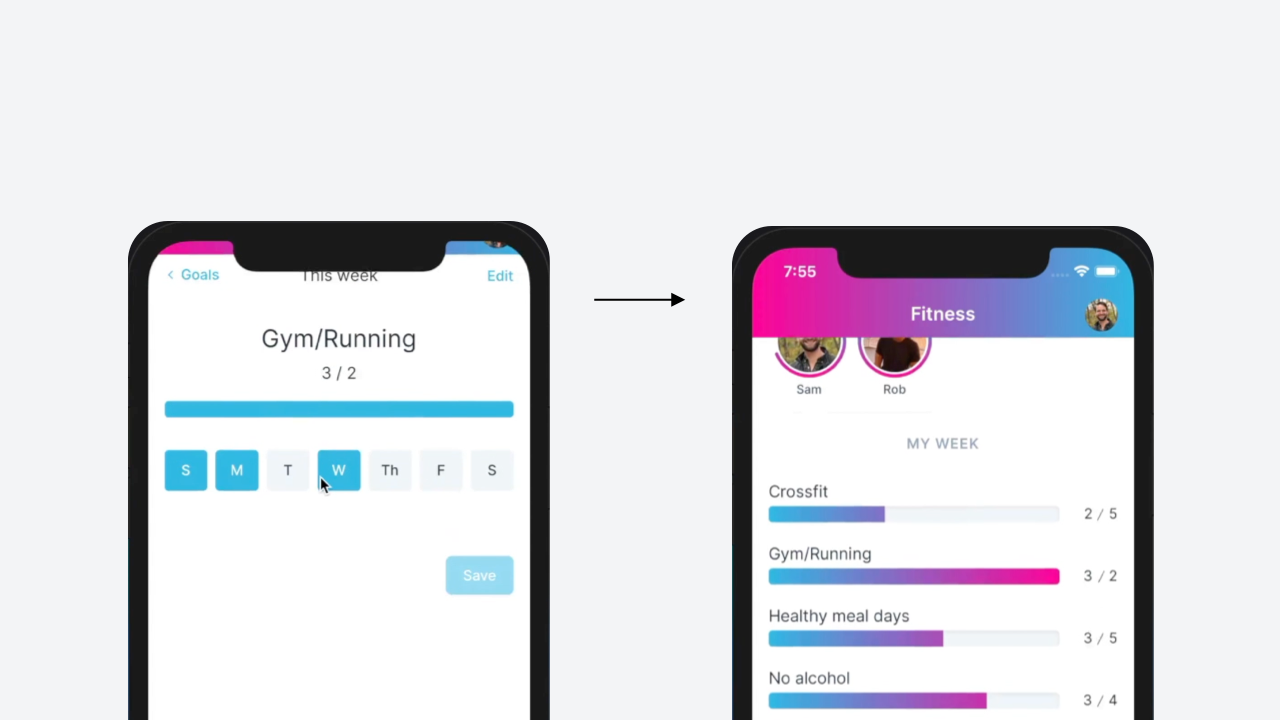 ‹ Goals
This week
Edit
Gym/Running
3 / 2
S M T W Th F S
Save
7:55
Fitness
Sam Rob
MY WEEK
Crossfit
2 / 5
Gym/Running
3 / 2
Healthy meal days
3 / 5
No alcohol
3 / 4